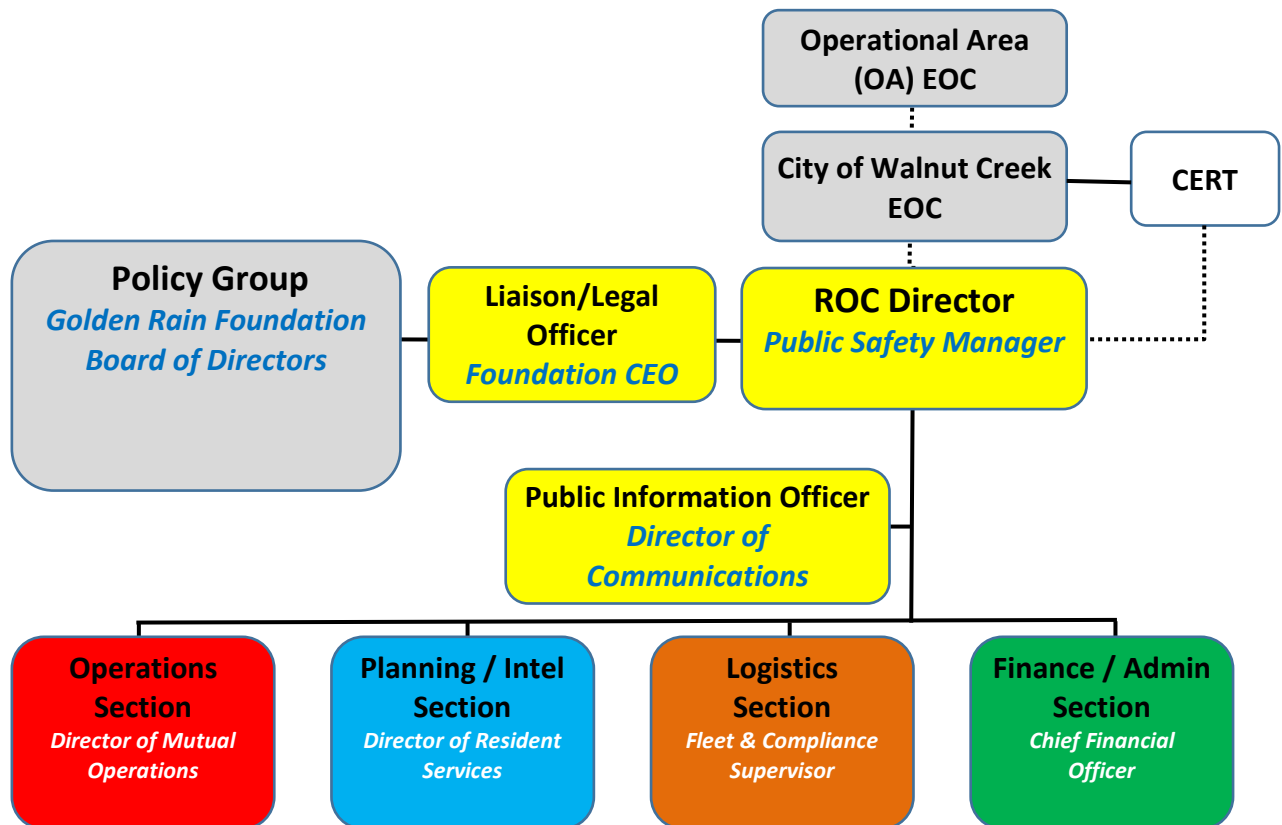 Operational Area
(OA) EOC
City of Walnut Creek
EOC
CERT
Policy Group
Golden Rain Foundation
Board of Directors
Liaison/Legal
Officer
Foundation CEO
ROC Director
Public Safety Manager
Public Information Officer
Director of
Communications
Operations
Section
Director of Mutual
Operations
Planning / Intel
Section
Director of Resident
Services
Logistics
Section
Fleet & Compliance
Supervisor
Finance / Admin
Section
Chief Financial
Officer